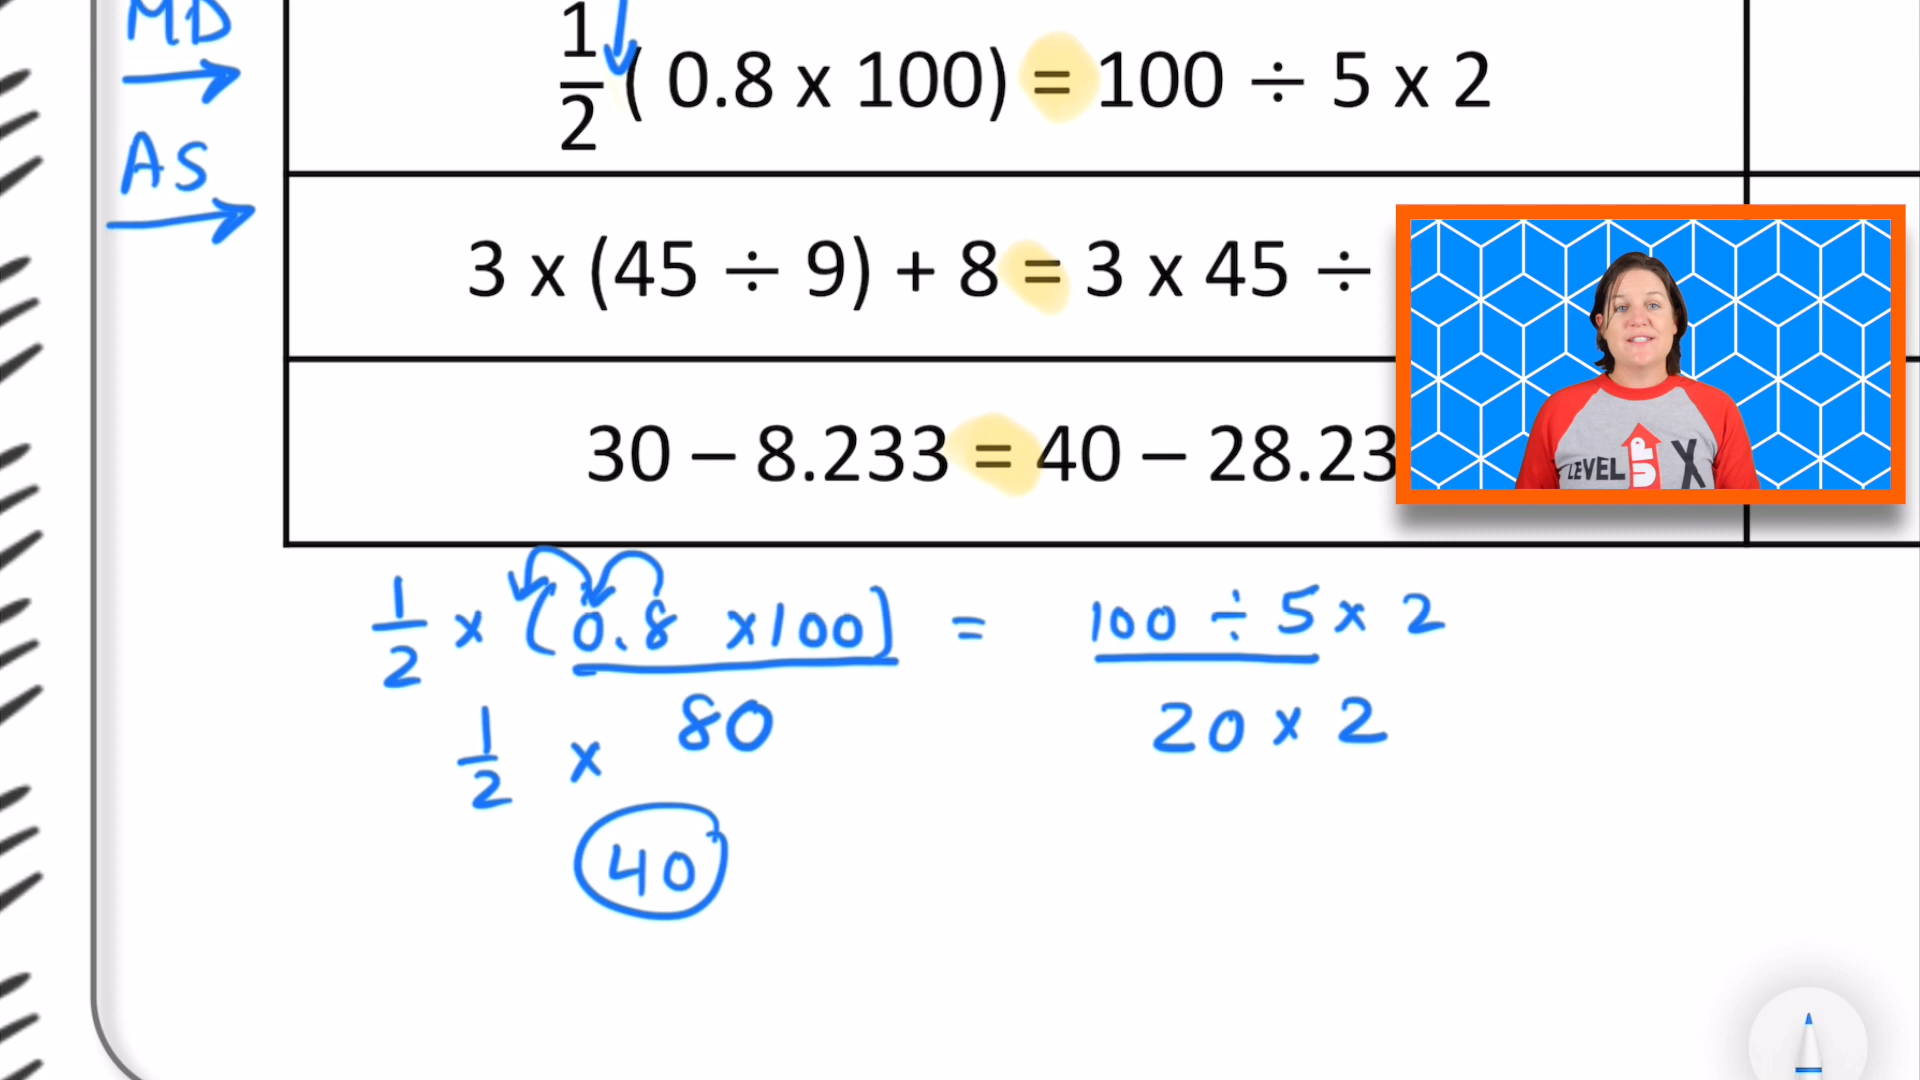 MD
AS
1/2 ( 0.8 x 100) = 100 ÷ 5 x 2
3 x (45 ÷ 9) + 8 = 3 x 45 ÷
30 – 8.233 = 40 – 28.23
LEVEL UP X
1/2 x (0.8 x100) = 100 ÷ 5 x 2
1/2 x 80
20 x 2
40